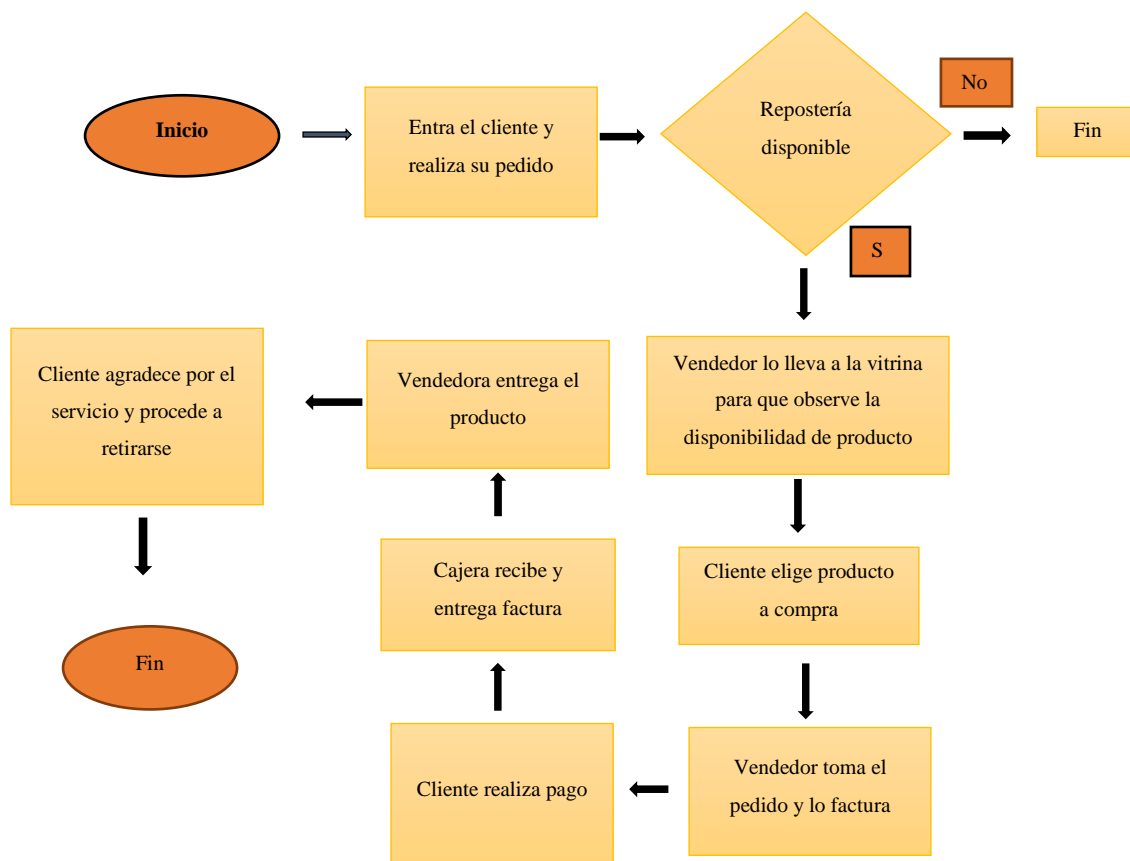 Inicio
Entra el cliente y
realiza su pedido
Repostería
disponible
No
Fin
S
Vendedor lo lleva a la vitrina
para que observe la
disponibilidad de producto
Cliente elige producto
a compra
Vendedor toma el
pedido y lo factura
Cliente realiza pago
Cajera recibe y
entrega factura
Vendedora entrega el
producto
Cliente agradece por el
servicio y procede a
retirarse
Fin